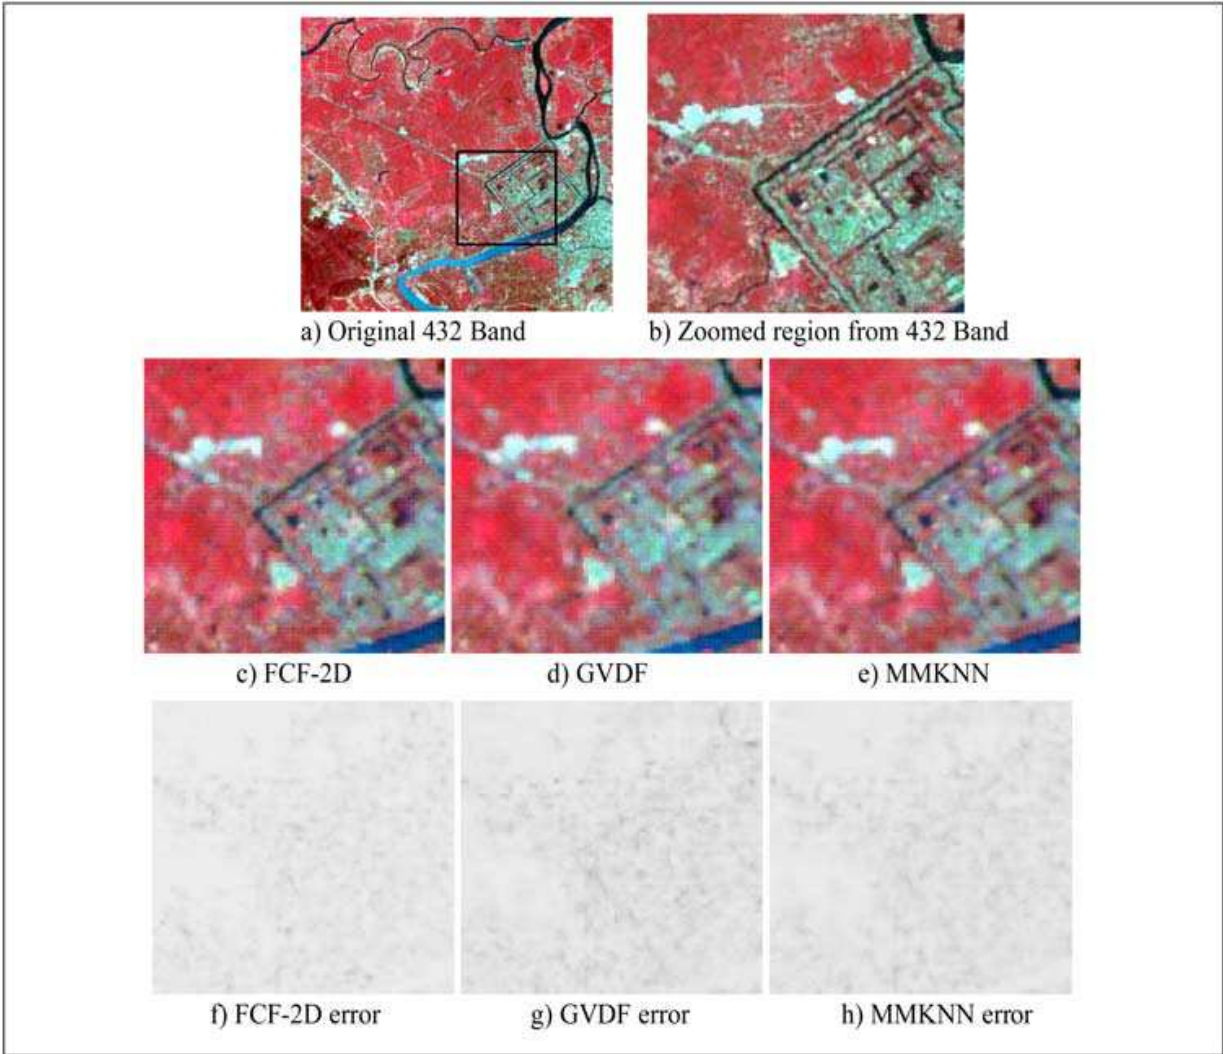 a) Original 432 Band
b) Zoomed region from 432 Band
c) FCF-2D
d) GVDF
e) MMKNN
f) FCF-2D error
g) GVDF error
h) MMKNN error